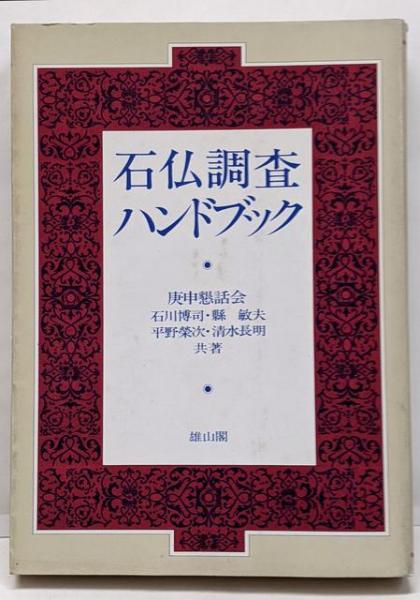 石仏調査
ハンドブック
庚申懇話会
石川博司・縣 敏夫
平野榮次・清水長明
共著
雄山閣